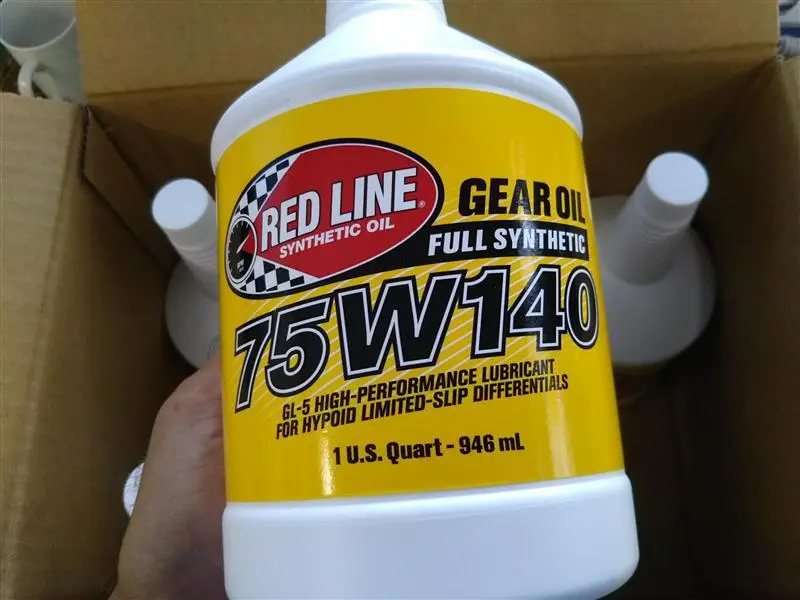 RED LINE®
SYNTHETIC OIL
GEAR OIL
FULL SYNTHETIC
75W140
GL-5 HIGH-PERFORMANCE LUBRICANT
FOR HYPOID LIMITED-SLIP DIFFERENTIALS
1 U.S. Quart - 946 mL